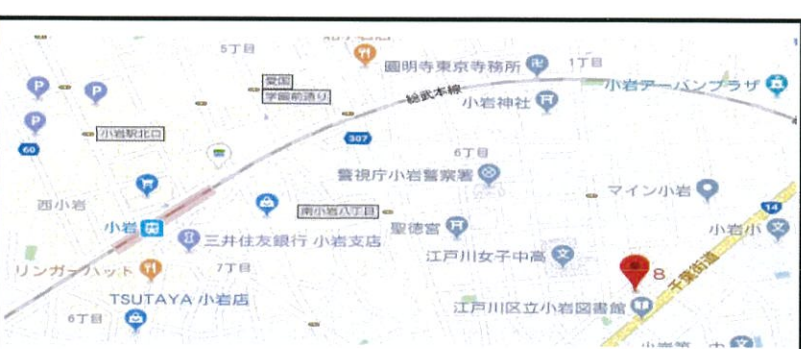 5丁目
圓明寺東京寺務所
1丁目
小岩アーバンプラザ
愛国
学園前通り
総武本線
小岩神社
P
P
P
小岩駅北口
307
60
6丁目
警視庁小岩警察署
マイン小岩
14
西小岩
南小岩八丁目
小岩
聖徳宮
小岩小
三井住友銀行 小岩支店
江戸川女子中高
8
千葉街道
リンガーハット
7丁目
TSUTAYA 小岩店
江戸川区立小岩図書館
6丁目